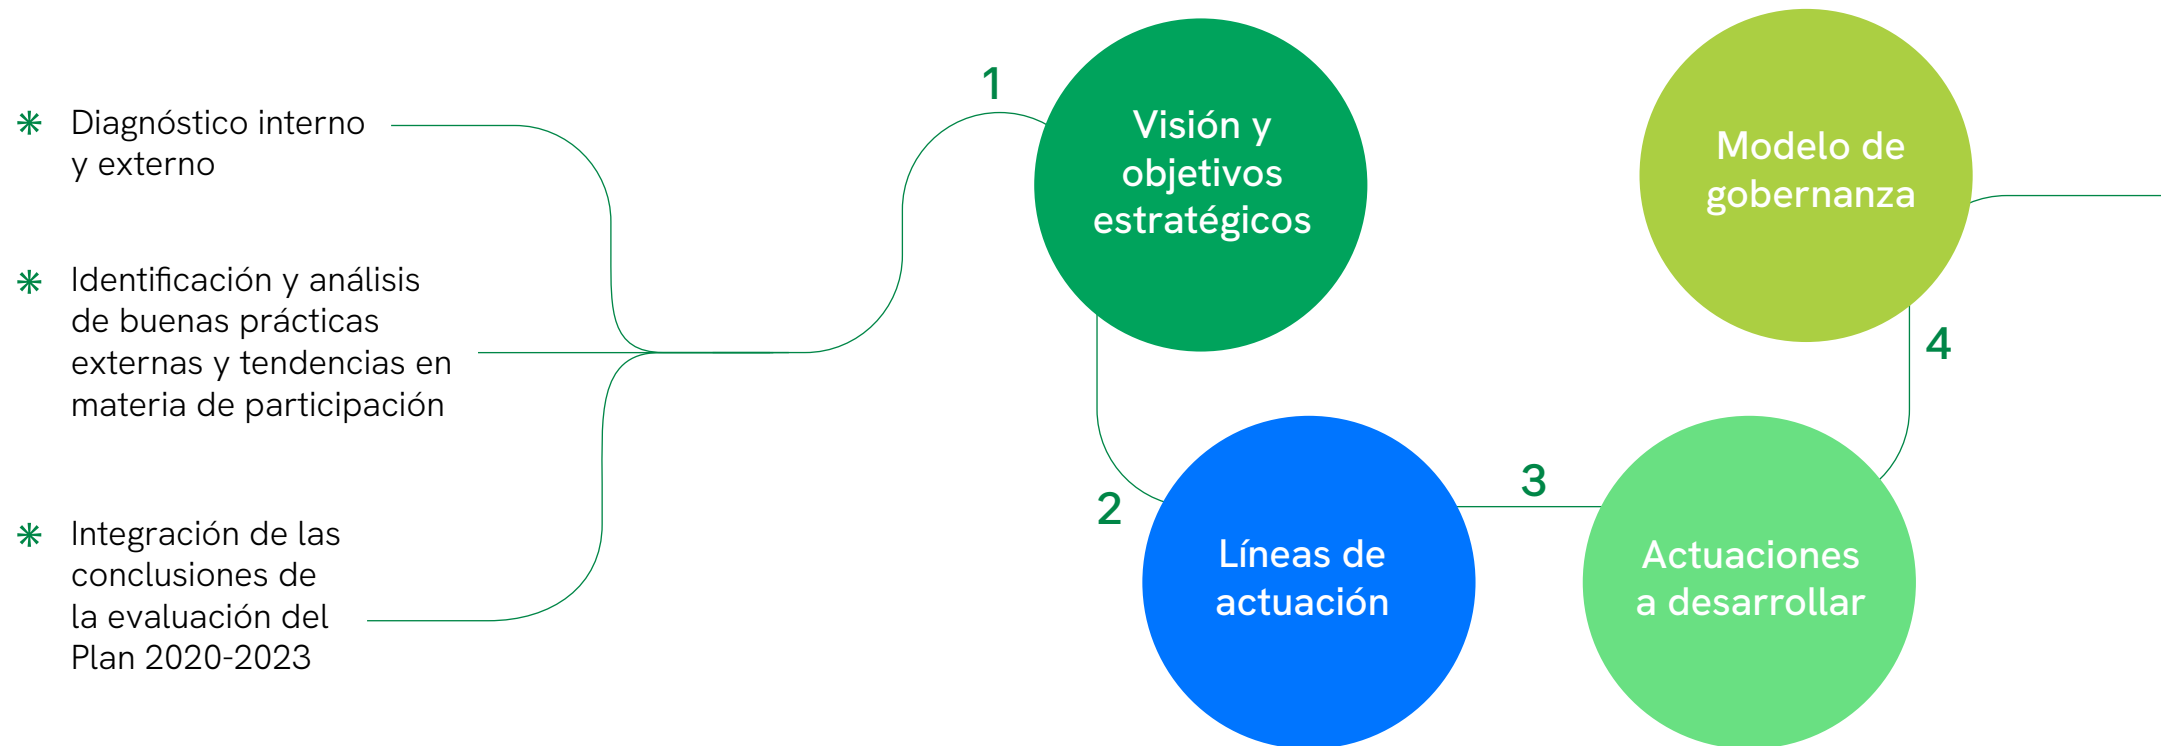 Diagnóstico interno
y externo
Identificación y análisis
de buenas prácticas
externas y tendencias en
materia de participación
Integración de las
conclusiones de
la evaluación del
Plan 2020-2023
1
Visión y
objetivos
estratégicos
2
Líneas de
actuación
3
Actuaciones
a desarrollar
4
Modelo de
gobernanza